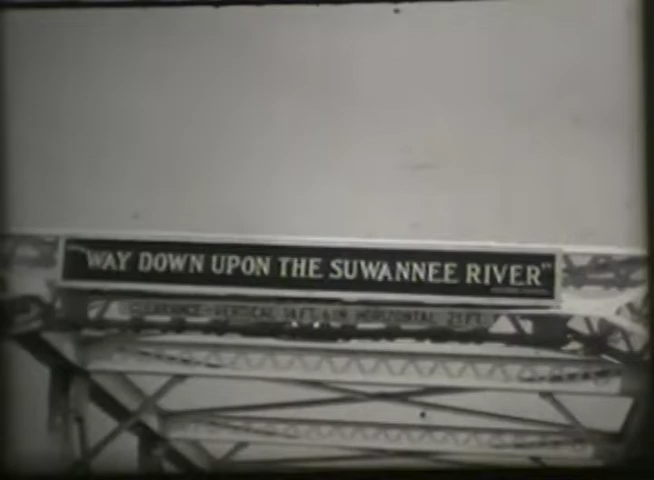 "WAY DOWN UPON THE SUWANNEE RIVER"
CLEARANCE-VERTICAL 14 FT. 6 IN. HORIZONTAL 21 FT.